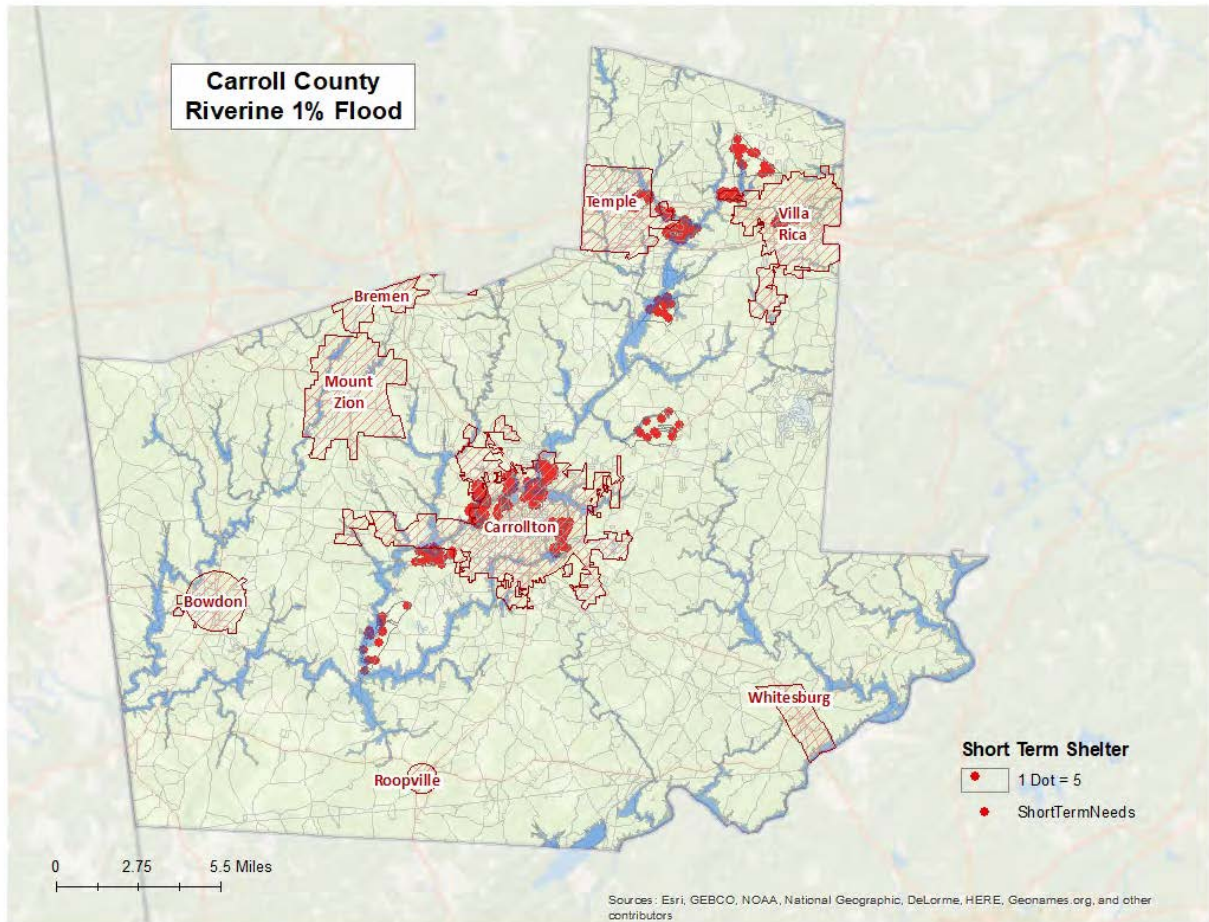 Carroll County
Riverine 1% Flood
Temple
Villa
Rica
Bremen
Mount
Zion
Carrollton
Bowdon
Whitesburg
Roopville
Short Term Shelter
1 Dot = 5
ShortTermNeeds
0 2.75 5.5 Miles
Sources: Esri, GEBCO, NOAA, National Geographic, DeLorme, HERE, Geonames.org, and other
contributors